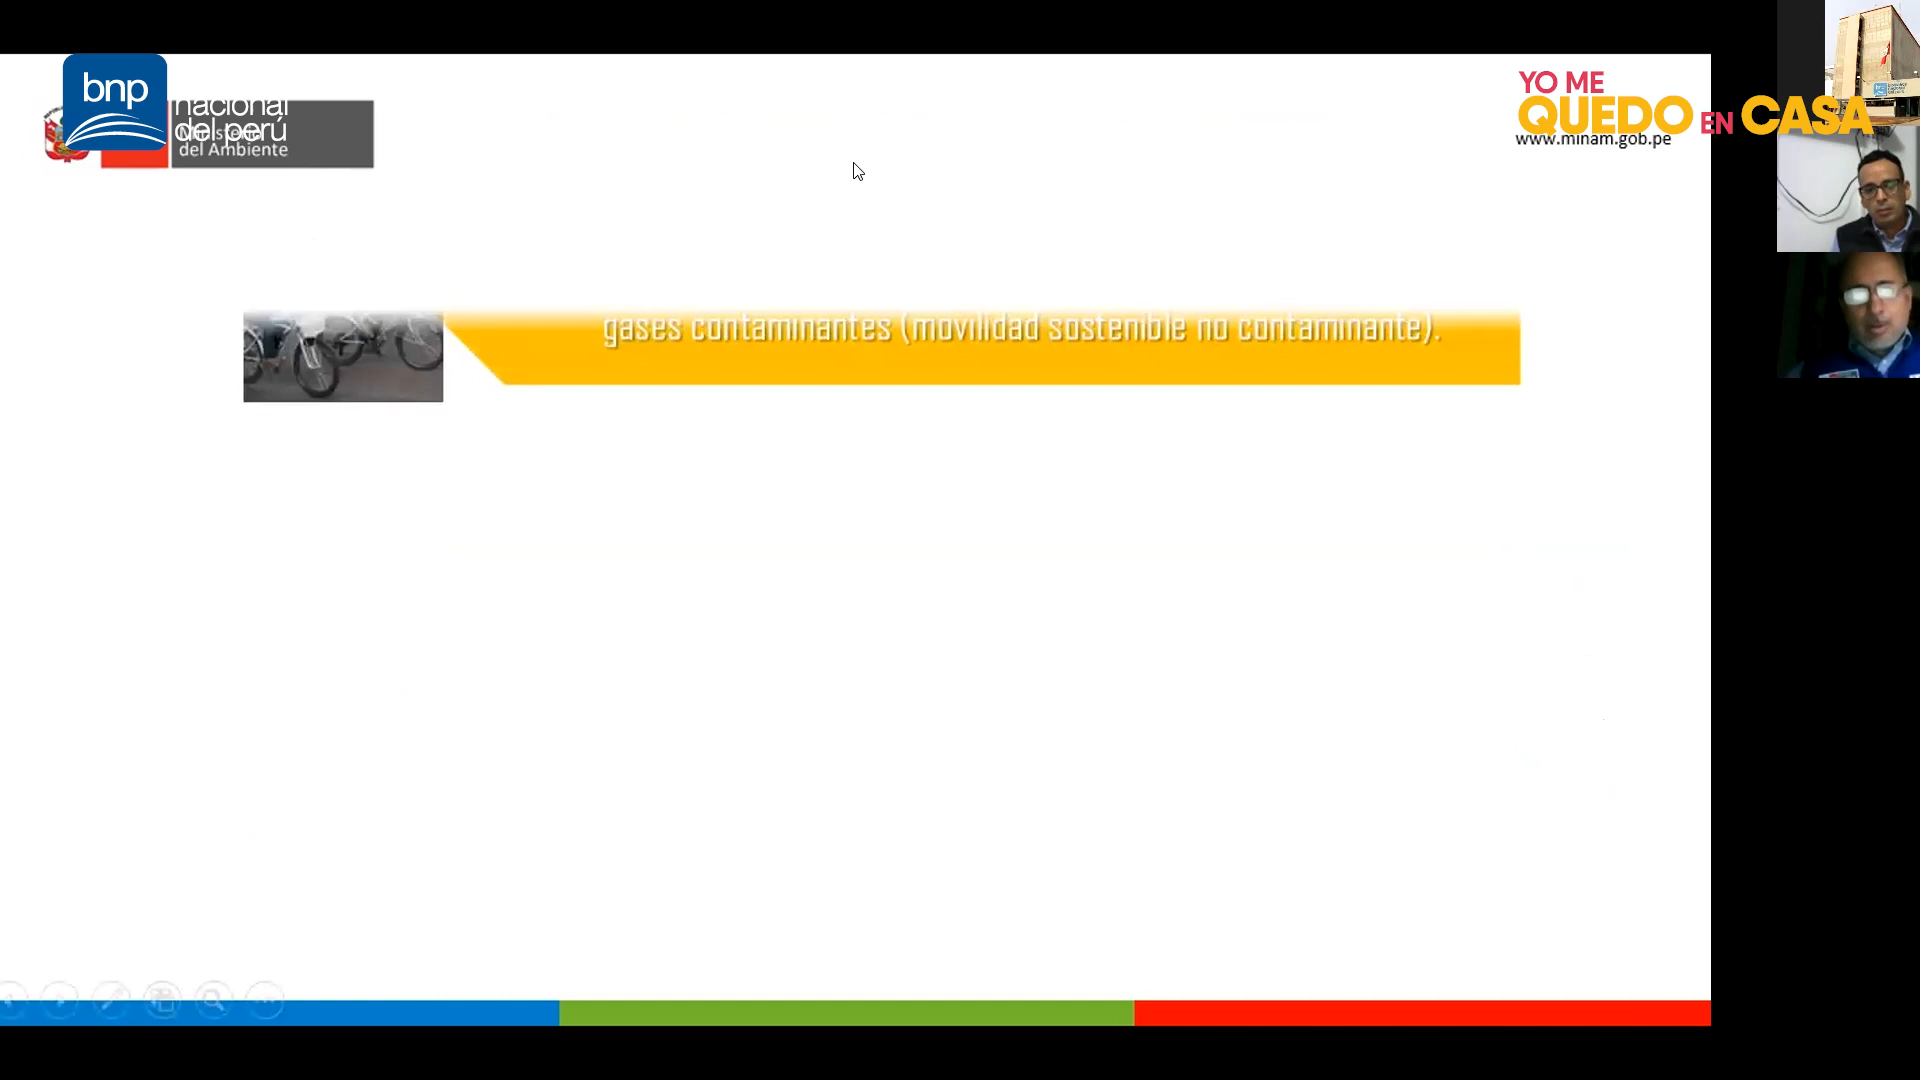 bnp
nacional
del perú
Ministerio
del Ambiente
YO ME
QUEDO EN CASA
www.minam.gob.pe
gases contaminantes (movilidad sostenible no contaminante).